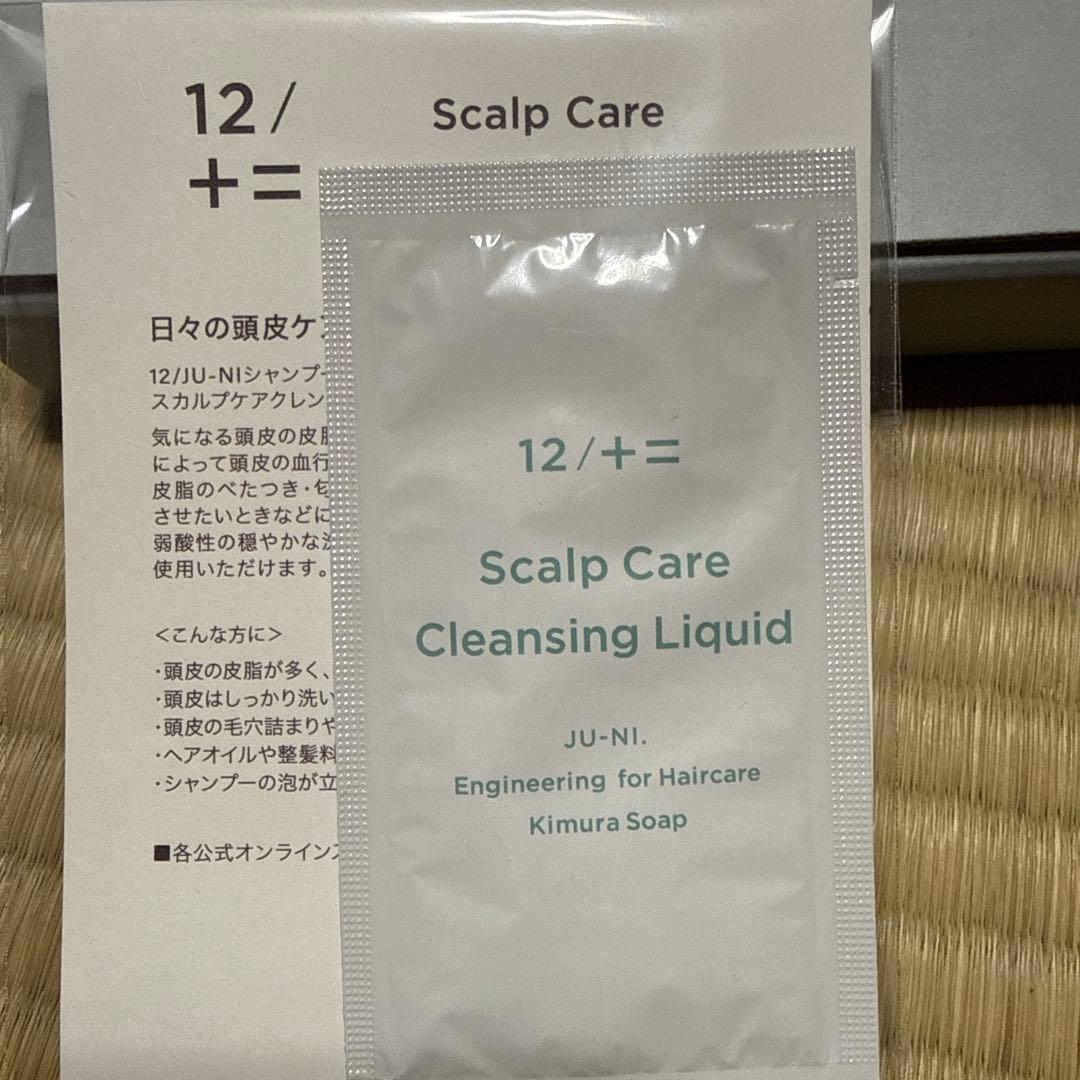 12/
+=
Scalp Care
日々の頭皮ケ
12/JU-NIシャンプー
スカルプケアクレン
気になる頭皮の皮脂
によって頭皮の血行
皮脂のべたつき・匂
させたいときなどに
弱酸性の穏やかな洗
使用いただけます。
<こんな方に>
・頭皮の皮脂が多く、
・頭皮はしっかり洗い
・頭皮の毛穴詰まりや
・ヘアオイルや整髪料
・シャンプーの泡が立
■各公式オンライン
12/+=
Scalp Care
Cleansing Liquid
JU-NI.
Engineering for Haircare
Kimura Soap